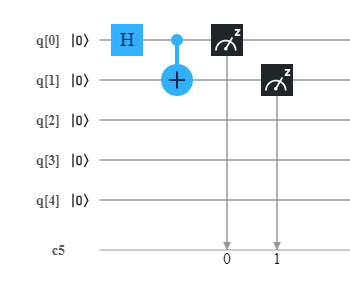 q[0] |0⟩ H z
q[1] |0⟩ z
q[2] |0⟩
q[3] |0⟩
q[4] |0⟩
c5
0 1